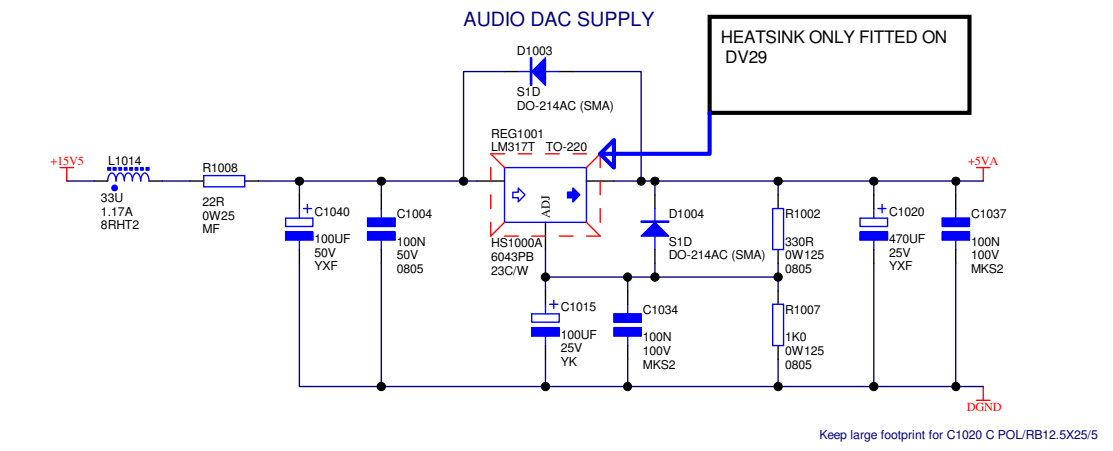 AUDIO DAC SUPPLY
HEATSINK ONLY FITTED ON
DV29
D1003
S1D
DO-214AC (SMA)
REG1001
LM317T TO-220
+15V5
L1014
33U
1.17A
8RHT2
R1008
22R
0W25
MF
+
C1040
100UF
50V
YXF
C1004
100N
50V
0805
ADJ
HS1000A
6043PB
23C/W
D1004
S1D
DO-214AC (SMA)
R1002
330R
0W125
0805
+
C1020
470UF
25V
YXF
C1037
100N
100V
MKS2
+5VA
+
C1015
100UF
25V
YK
C1034
100N
100V
MKS2
R1007
1K0
0W125
0805
DGND
Keep large footprint for C1020 C POL/RB12.5X25/5